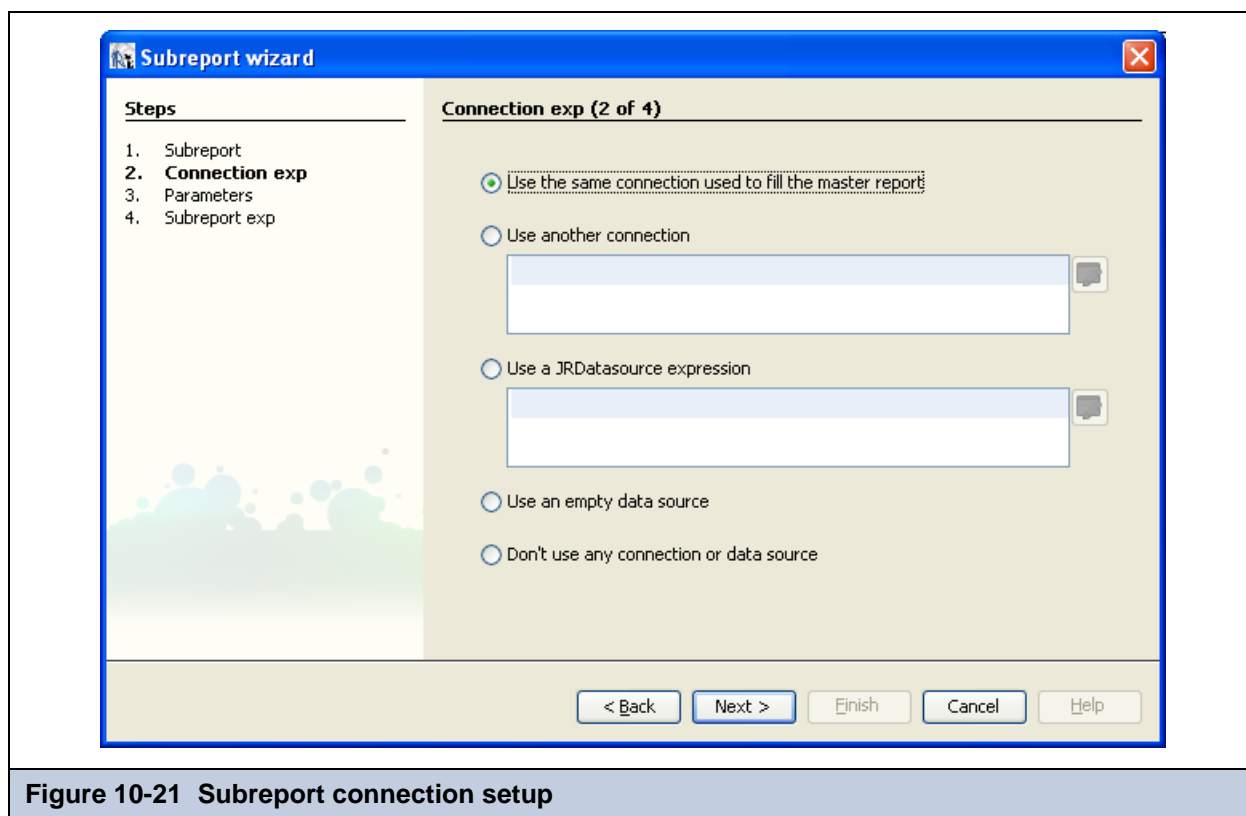 Subreport wizard
Steps
1. Subreport
2. Connection exp
3. Parameters
4. Subreport exp
Connection exp (2 of 4)
Use the same connection used to fill the master report
Use another connection
Use a JRDatasource expression
Use an empty data source
Don't use any connection or data source
< Back Next > Finish Cancel Help
Figure 10-21 Subreport connection setup